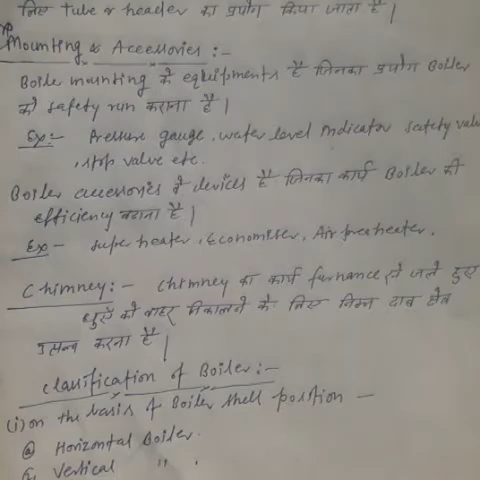 लिए Tube व header का प्रयोग किया जाता है |
Mounting & Accessories :-
Boiler mounting वे equipments है जिनका प्रयोग Boiler
को safety run कराना है |
Ex:- Pressure gauge, water level Indicator safety valve
, stop valve etc.
Boiler accessories वे devices है जिनका कार्य Boiler की
efficiency बढ़ाना है |
Ex - super heater, Economiser, Air preheater.
Chimney :- Chimney का कार्य furnance से जले हुए
धुएँ को बाहर निकालने के लिए निम्न दाब क्षेत्र
उत्पन्न करना है |
Classification of Boiler :-
(i) on the basis of Boiler shell position -
ⓐ Horizontal Boiler.
Vertical " .